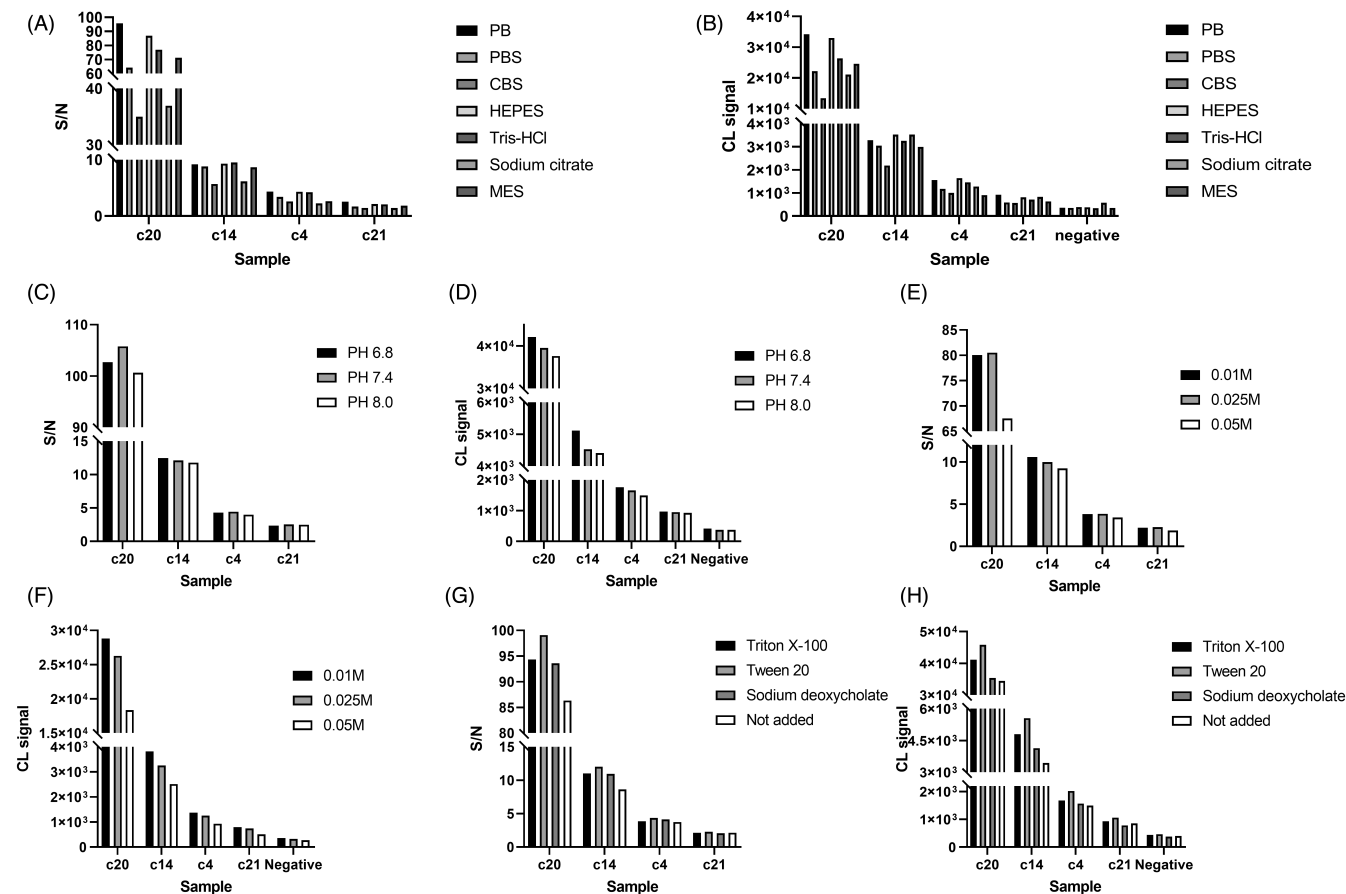 (A)
100
90
80
70
60
40
30
10
0
S/N
c20 c14 c4 c21
Sample
PB
PBS
CBS
HEPES
Tris-HCl
Sodium citrate
MES
(B)
4×10⁴
3×10⁴
2×10⁴
1×10⁴
4×10³
3×10³
2×10³
1×10³
0
CL signal
c20 c14 c4 c21 negative
Sample
PB
PBS
CBS
HEPES
Tris-HCl
Sodium citrate
MES
(C)
110
100
90
15
10
5
0
S/N
c20 c14 c4 c21
Sample
PH 6.8
PH 7.4
PH 8.0
(D)
4×10⁴
3×10⁴
6×10³
5×10³
4×10³
2×10³
1×10³
0
CL signal
c20 c14 c4 c21 Negative
Sample
PH 6.8
PH 7.4
PH 8.0
(E)
85
80
75
70
65
10
5
0
S/N
c20 c14 c4 c21
Sample
0.01M
0.025M
0.05M
(F)
3×10⁴
2.5×10⁴
2×10⁴
1.5×10⁴
4×10³
3×10³
2×10³
1×10³
0
CL signal
c20 c14 c4 c21 Negative
Sample
0.01M
0.025M
0.05M
(G)
100
95
90
85
80
15
10
5
0
S/N
c20 c14 c4 c21
Sample
Triton X-100
Tween 20
Sodium deoxycholate
Not added
(H)
5×10⁴
4×10⁴
3×10⁴
6×10³
4.5×10³
3×10³
2×10³
1×10³
0
CL signal
c20 c14 c4 c21 Negative
Sample
Triton X-100
Tween 20
Sodium deoxycholate
Not added